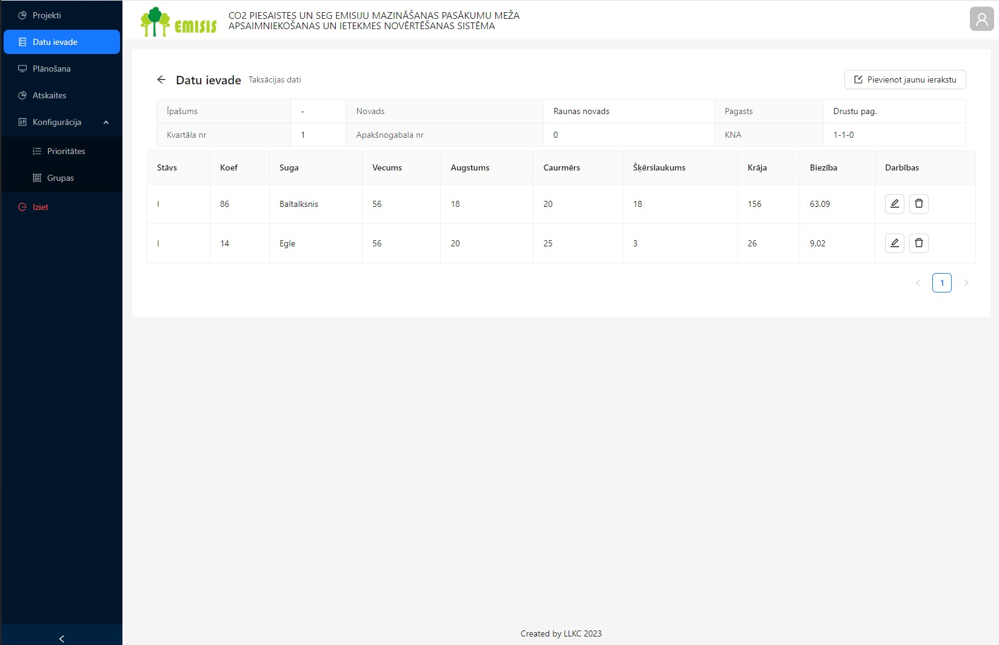 Projekti
Datu ievade
Plānošana
Atskaites
Konfigurācija
Prioritātes
Grupas
Iziet
EMISIS
CO2 PIESAISTES UN SEG EMISIJU MAZINĀŠANAS PASĀKUMU MEŽA
APSAIMNIEKOŠANAS UN IETEKMES NOVĒRTĒŠANAS SISTĒMA
Datu ievade Taksācijas dati
Pievienot jaunu ierakstu
Īpašums - Novads Raunas novads Pagasts Drustu pag.
Kvartāla nr 1 Apakšnogabala nr 0 KNA 1-1-0
Stāvs Koef Suga Vecums Augstums Caurmērs Šķērslaukums Krāja Biezība Darbības
I 86 Baltalksnis 56 18 20 18 156 63.09
I 14 Egle 56 20 25 3 26 9.02
1
Created by LLKC 2023